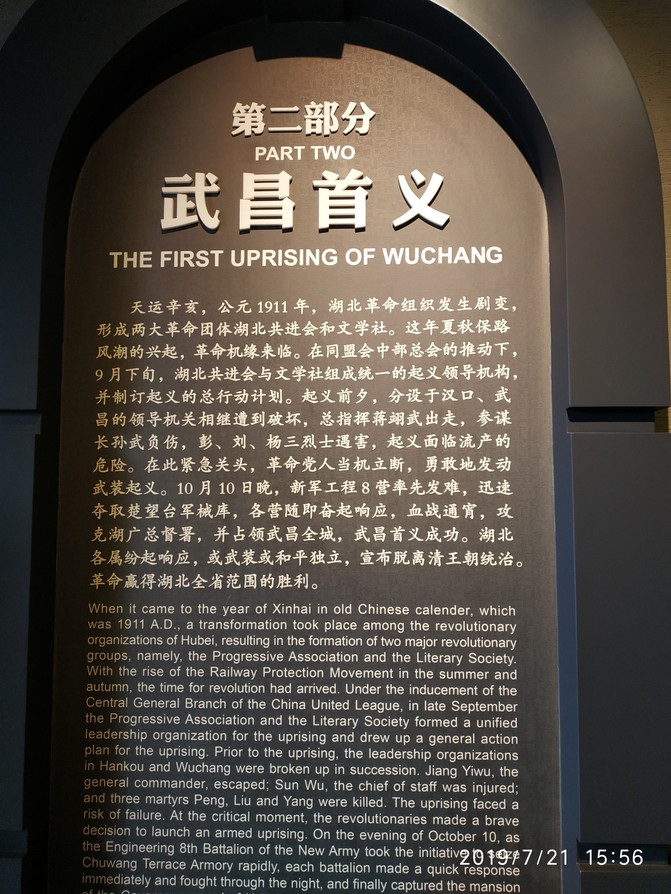 第二部分
PART TWO
武昌首义
THE FIRST UPRISING OF WUCHANG
天运辛亥，公元1911年，湖北革命组织发生剧变，
形成两大革命团体湖北共进会和文学社。这年夏秋保路
风潮的兴起，革命机缘来临。在同盟会中部总会的推动下，
9月下旬，湖北共进会与文学社组成统一的起义领导机构，
并制订起义的总行动计划。起义前夕，分设于汉口、武
昌的领导机关相继遭到破坏，总指挥蒋翊武出走，参谋
长孙武负伤，彭、刘、杨三烈士遇害，起义面临流产的
危险。在此紧急关头，革命党人当机立断，勇敢地发动
武装起义。10月10日晚，新军工程8营率先发难，迅速
夺取楚望台军械库，各营随即奋起响应，血战通宵，攻
克湖广总督署，并占领武昌全城，武昌首义成功。湖北
各属纷起响应，或武装或和平独立，宣布脱离清王朝统治。
革命赢得湖北全省范围的胜利。
When it came to the year of Xinhai in old Chinese calender, which
was 1911 A.D., a transformation took place among the revolutionary
organizations of Hubei, resulting in the formation of two major revolutionary
groups, namely, the Progressive Association and the Literary Society.
With the rise of the Railway Protection Movement in the summer and
autumn, the time for revolution had arrived. Under the inducement of the
Central General Branch of the China United League, in late September
the Progressive Association and the Literary Society formed a unified
leadership organization for the uprising and drew up a general action
plan for the uprising. Prior to the uprising, the leadership organizations
in Hankou and Wuchang were broken up in succession. Jiang Yiwu, the
general commander, escaped; Sun Wu, the chief of staff was injured;
and three martyrs Peng, Liu and Yang were killed. The uprising faced a
risk of failure. At the critical moment, the revolutionaries made a brave
decision to launch an armed uprising. On the evening of October 10, as
the Engineering 8th Battalion of the New Army took the initiative to seize
Chuwang Terrace Armory rapidly, each battalion made a quick response
immediately and fought through the night, and finally captured the mansion
2019/7/21 15:56